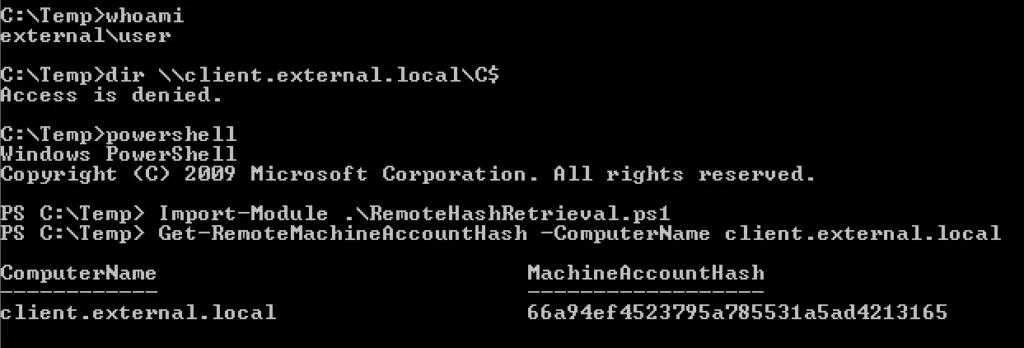 C:\Temp>whoami
external\user
C:\Temp>dir \\client.external.local\C$
Access is denied.
C:\Temp>powershell
Windows PowerShell
Copyright (C) 2009 Microsoft Corporation. All rights reserved.
PS C:\Temp> Import-Module .\RemoteHashRetrieval.ps1
PS C:\Temp> Get-RemoteMachineAccountHash -ComputerName client.external.local
ComputerName MachineAccountHash
------------ ------------------
client.external.local 66a94ef4523795a785531a5ad4213165